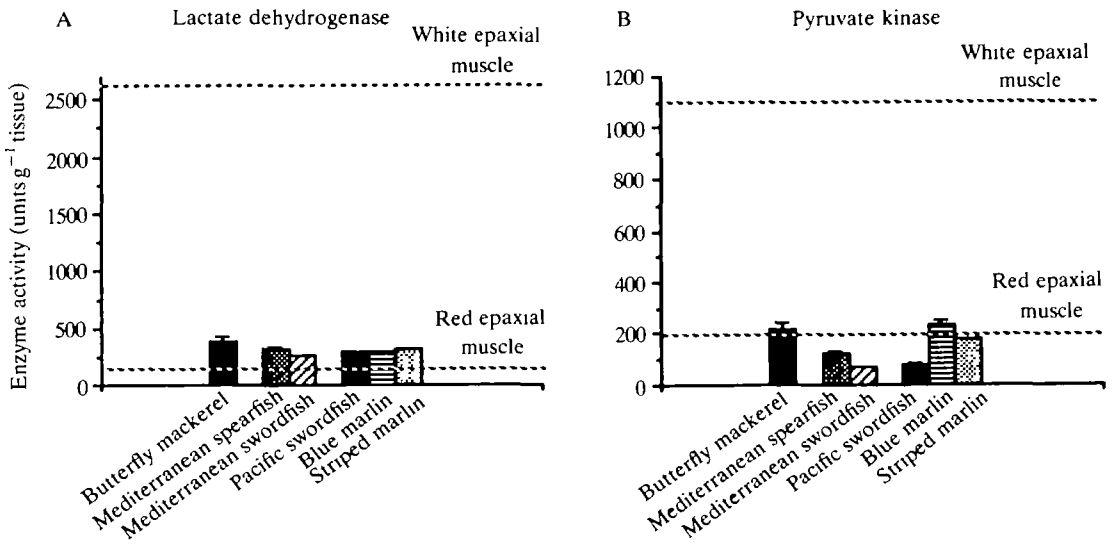 A
Lactate dehydrogenase
White epaxial
muscle
Enzyme activity (units g⁻¹ tissue)
2500
2000
1500
1000
500
0
Red epaxial
muscle
Butterfly mackerel
Mediterranean spearfish
Mediterranean swordfish
Pacific swordfish
Blue marlin
Striped marlin
B
Pyruvate kinase
White epaxial
muscle
1200
1000
800
600
400
200
0
Red epaxial
muscle
Butterfly mackerel
Mediterranean spearfish
Mediterranean swordfish
Pacific swordfish
Blue marlin
Striped marlin